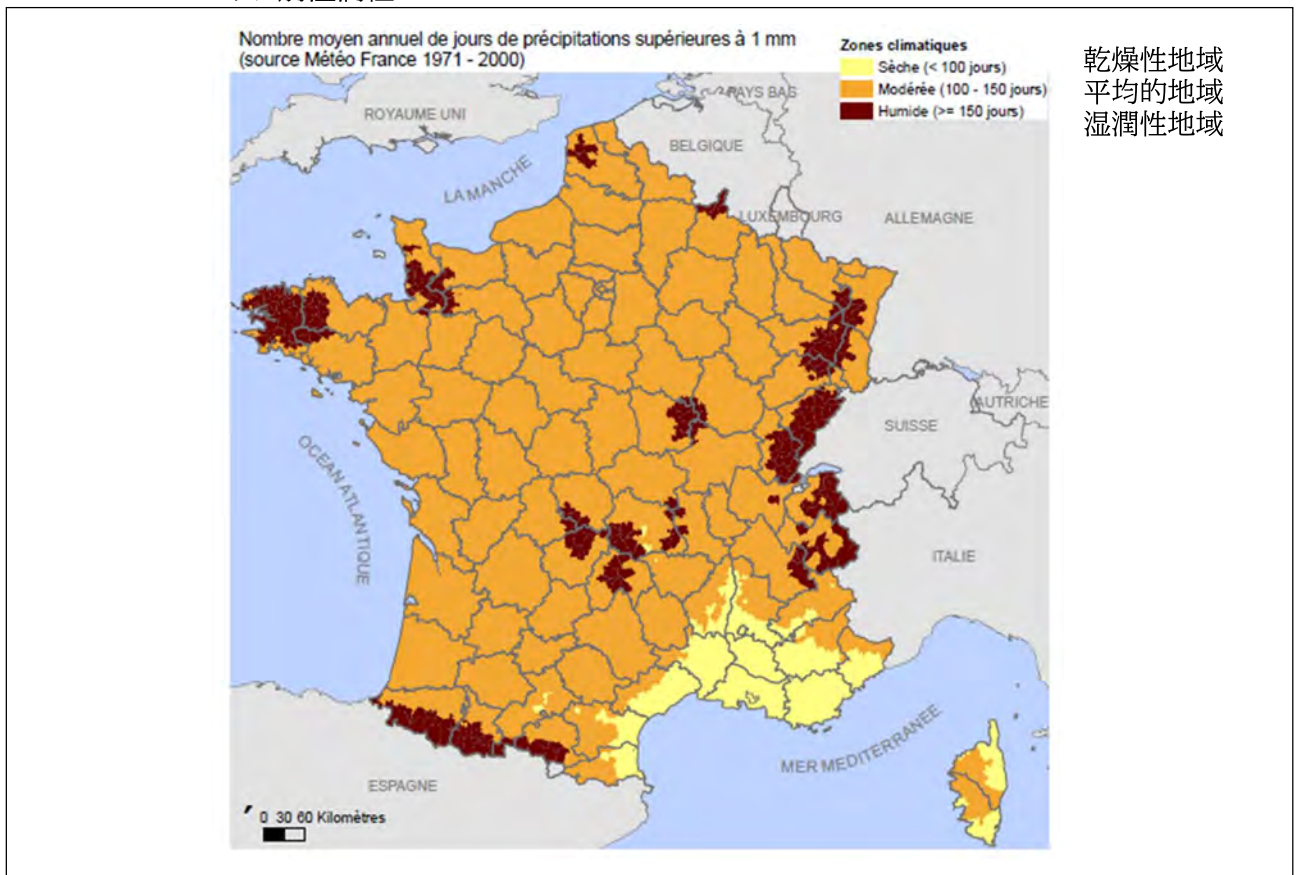 Nombre moyen annuel de jours de précipitations supérieures à 1 mm
(source Météo France 1971 - 2000)
Zones climatiques
Sèche (< 100 jours)
Modérée (100 - 150 jours)
Humide (>= 150 jours)
乾燥性地域
平均的地域
湿潤性地域
PAYS BAS
ROYAUME UNI
BELGIQUE
LA MANCHE
LUXEMBOURG
ALLEMAGNE
AUTRICHE
SUISSE
OCEAN ATLANTIQUE
ITALIE
MER MEDITERRANEE
ESPAGNE
0 30 60 Kilomètres